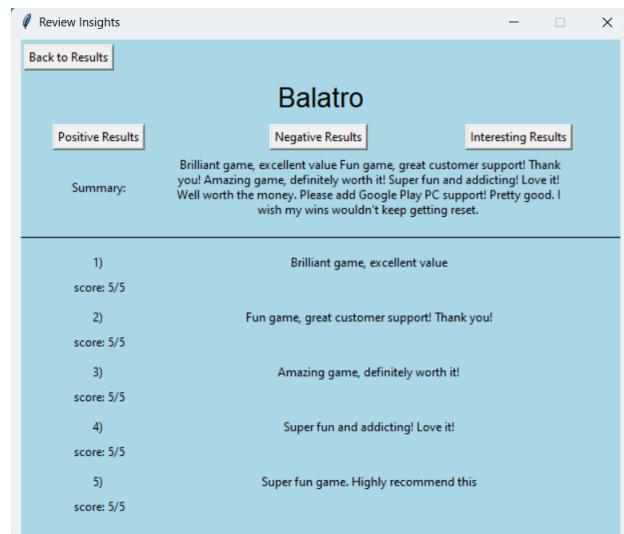 Review Insights
Back to Results
Balatro
Positive Results
Negative Results
Interesting Results
Summary:
Brilliant game, excellent value Fun game, great customer support! Thank
you! Amazing game, definitely worth it! Super fun and addicting! Love it!
Well worth the money. Please add Google Play PC support! Pretty good. I
wish my wins wouldn't keep getting reset.
1)
Brilliant game, excellent value
score: 5/5
2)
Fun game, great customer support! Thank you!
score: 5/5
3)
Amazing game, definitely worth it!
score: 5/5
4)
Super fun and addicting! Love it!
score: 5/5
5)
Super fun game. Highly recommend this
score: 5/5